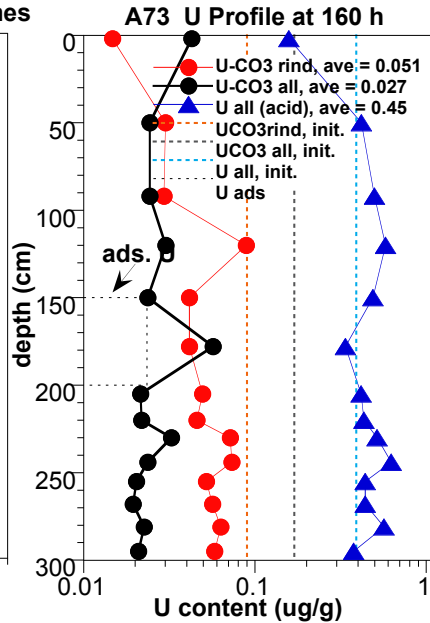 nes
A73 U Profile at 160 h
0
U-CO3 rind, ave = 0.051
U-CO3 all, ave = 0.027
U all (acid), ave = 0.45
UCO3rind, init.
UCO3 all, init.
U all, init.
U ads
50
100
ads. U
150
200
250
300
depth (cm)
0.01 0.1 1
U content (ug/g)